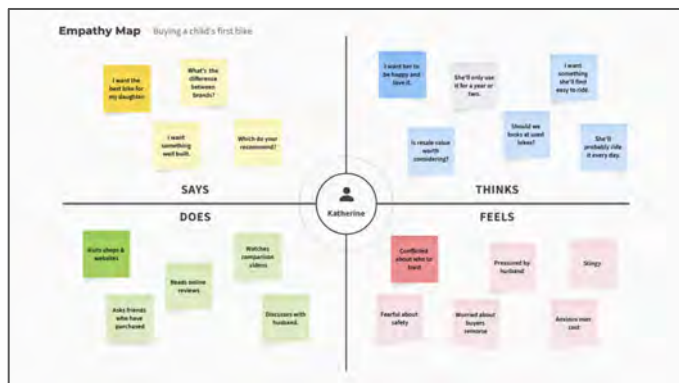 Empathy Map Buying a child's first bike
I want the
best bike for
my daughter.
What's the
difference
between
brands?
I want
something
well built.
Which do your
recommend?
I want her to
be happy and
love it.
She'll only use
it for a year or
two.
I want
something
she'll find
easy to ride.
Is resale value
worth
considering?
Should we
looks at used
bikes?
She'll
probably ride
it every day.
SAYS
THINKS
Katherine
DOES
FEELS
Visits shops &
websites
Reads online
reviews
Watches
comparison
videos
Asks friends
who have
purchased
Discusses with
husband.
Conflicted
about who to
trust
Pressured by
husband
Stingy
Fearful about
safety
Worried about
buyers
remorse
Anxious over
cost